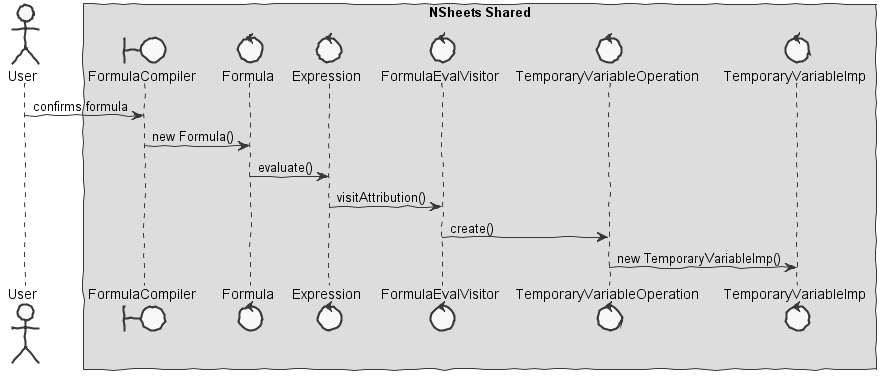 NSheets Shared
User FormulaCompiler Formula Expression FormulaEvalVisitor TemporaryVariableOperation TemporaryVariableImp
confirms formula
new Formula()
evaluate()
visitAttribution()
create()
new TemporaryVariableImp()
User FormulaCompiler Formula Expression FormulaEvalVisitor TemporaryVariableOperation TemporaryVariableImp